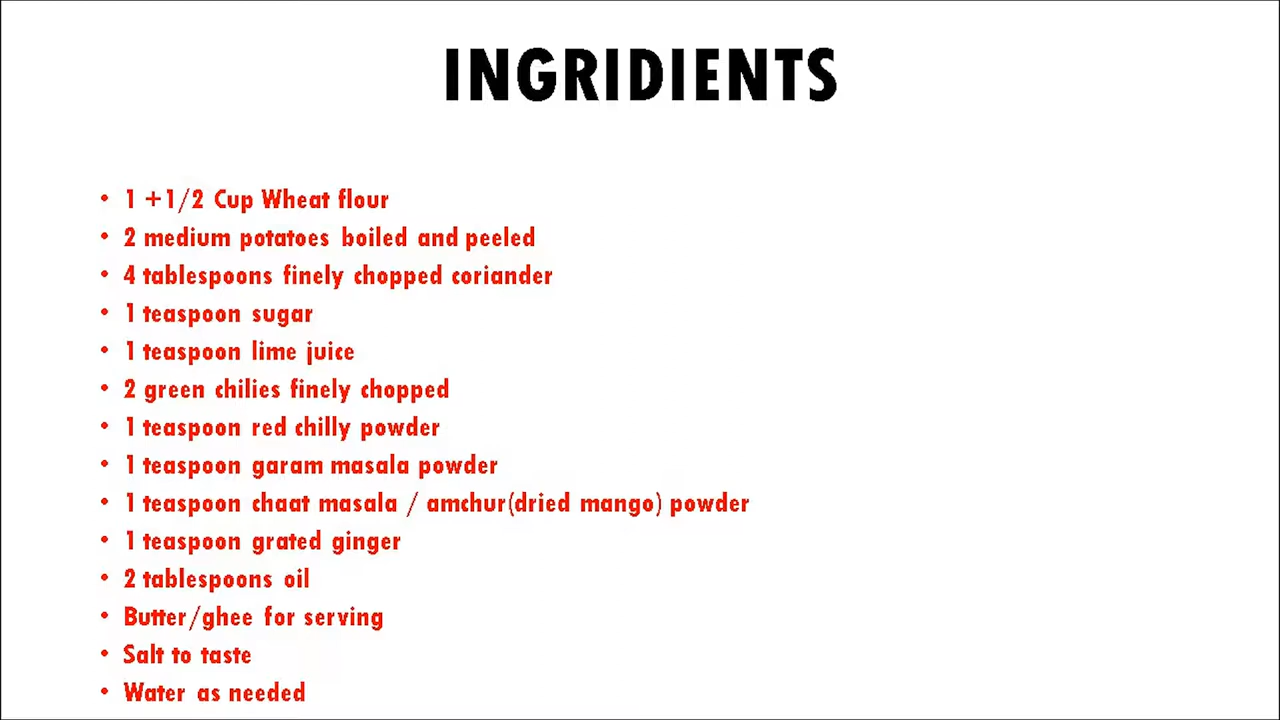 INGRIDIENTS
• 1 +1/2 Cup Wheat flour
• 2 medium potatoes boiled and peeled
• 4 tablespoons finely chopped coriander
• 1 teaspoon sugar
• 1 teaspoon lime juice
• 2 green chilies finely chopped
• 1 teaspoon red chilly powder
• 1 teaspoon garam masala powder
• 1 teaspoon chaat masala / amchur(dried mango) powder
• 1 teaspoon grated ginger
• 2 tablespoons oil
• Butter/ghee for serving
• Salt to taste
• Water as needed